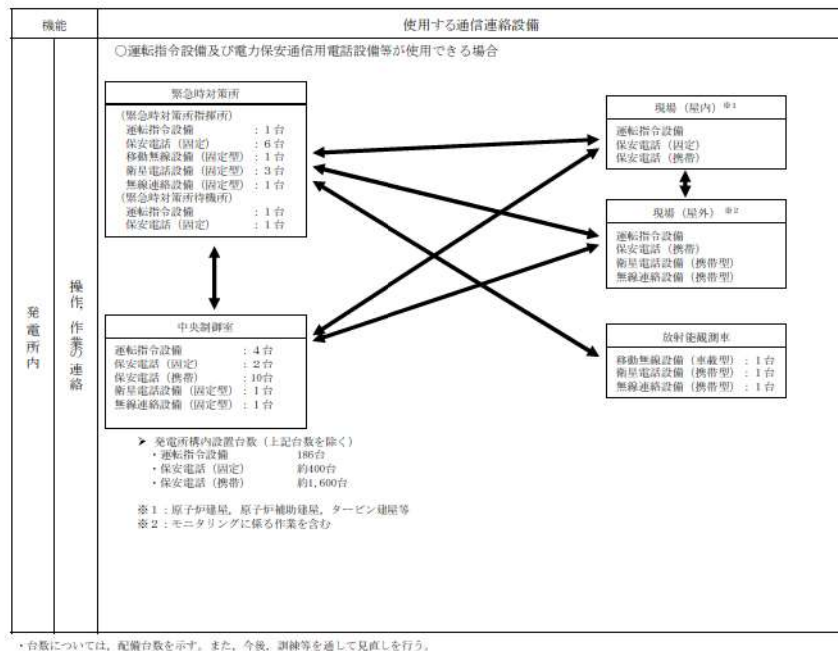 機能
使用する通信連絡設備
発電所内
操作，作業の連絡
○運転指令設備及び電力保安通信用電話設備等が使用できる場合
緊急時対策所
(緊急時対策所指揮所)
運転指令設備　：1台
保安電話（固定）　：6台
移動無線設備（固定型）：1台
衛星電話設備（固定型）：3台
無線連絡設備（固定型）：1台
(緊急時対策所待機所)
運転指令設備　：1台
保安電話（固定）　：1台
中央制御室
運転指令設備　：4台
保安電話（固定）　：2台
保安電話（携帯）　：10台
衛星電話設備（固定型）：1台
無線連絡設備（固定型）：1台
現場（屋内）※1
運転指令設備
保安電話（固定）
保安電話（携帯）
現場（屋外）※2
運転指令設備
保安電話（携帯）
衛星電話設備（携帯型）
無線連絡設備（携帯型）
放射能観測車
移動無線設備（車載型）：1台
衛星電話設備（携帯型）：1台
無線連絡設備（携帯型）：1台
➤ 発電所構内設置台数（上記台数を除く）
・運転指令設備　186台
・保安電話（固定）　約400台
・保安電話（携帯）　約1,600台
※1：原子炉建屋，原子炉補助建屋，タービン建屋等
※2：モニタリングに係る作業を含む
・台数については，配備台数を示す。また，今後，訓練等を通して見直しを行う。